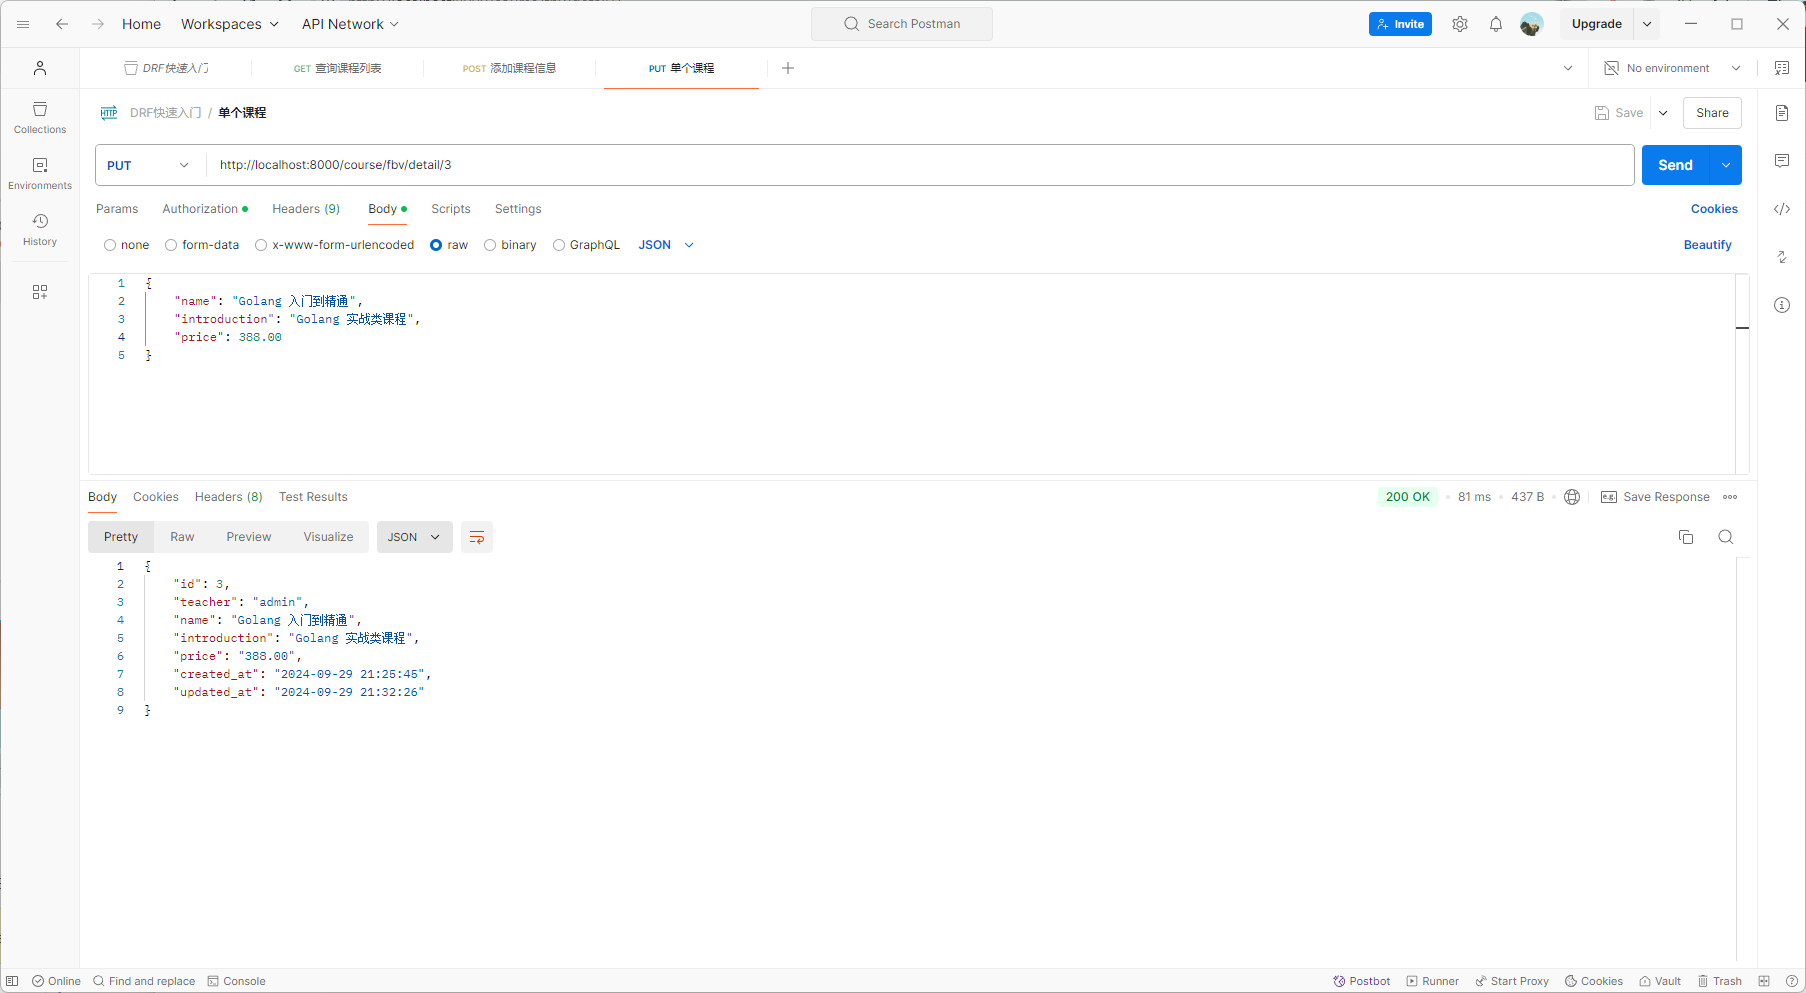 Home Workspaces API Network Search Postman Invite Upgrade
DRF快速入门 GET 查询课程列表 POST 添加课程信息 PUT 单个课程 No environment
HTTP DRF快速入门 / 单个课程 Save Share
PUT http://localhost:8000/course/fbv/detail/3 Send
Params Authorization Headers (9) Body Scripts Settings Cookies
none form-data x-www-form-urlencoded raw binary GraphQL JSON Beautify
Collections
Environments
History
1 {
2 "name": "Golang 入门到精通",
3 "introduction": "Golang 实战类课程",
4 "price": 388.00
5 }
Body Cookies Headers (8) Test Results 200 OK 81 ms 437 B e.g. Save Response
Pretty Raw Preview Visualize JSON
1 {
2 "id": 3,
3 "teacher": "admin",
4 "name": "Golang 入门到精通",
5 "introduction": "Golang 实战类课程",
6 "price": "388.00",
7 "created_at": "2024-09-29 21:25:45",
8 "updated_at": "2024-09-29 21:32:26"
9 }
Online Find and replace Console Postbot Runner Start Proxy Cookies Vault Trash